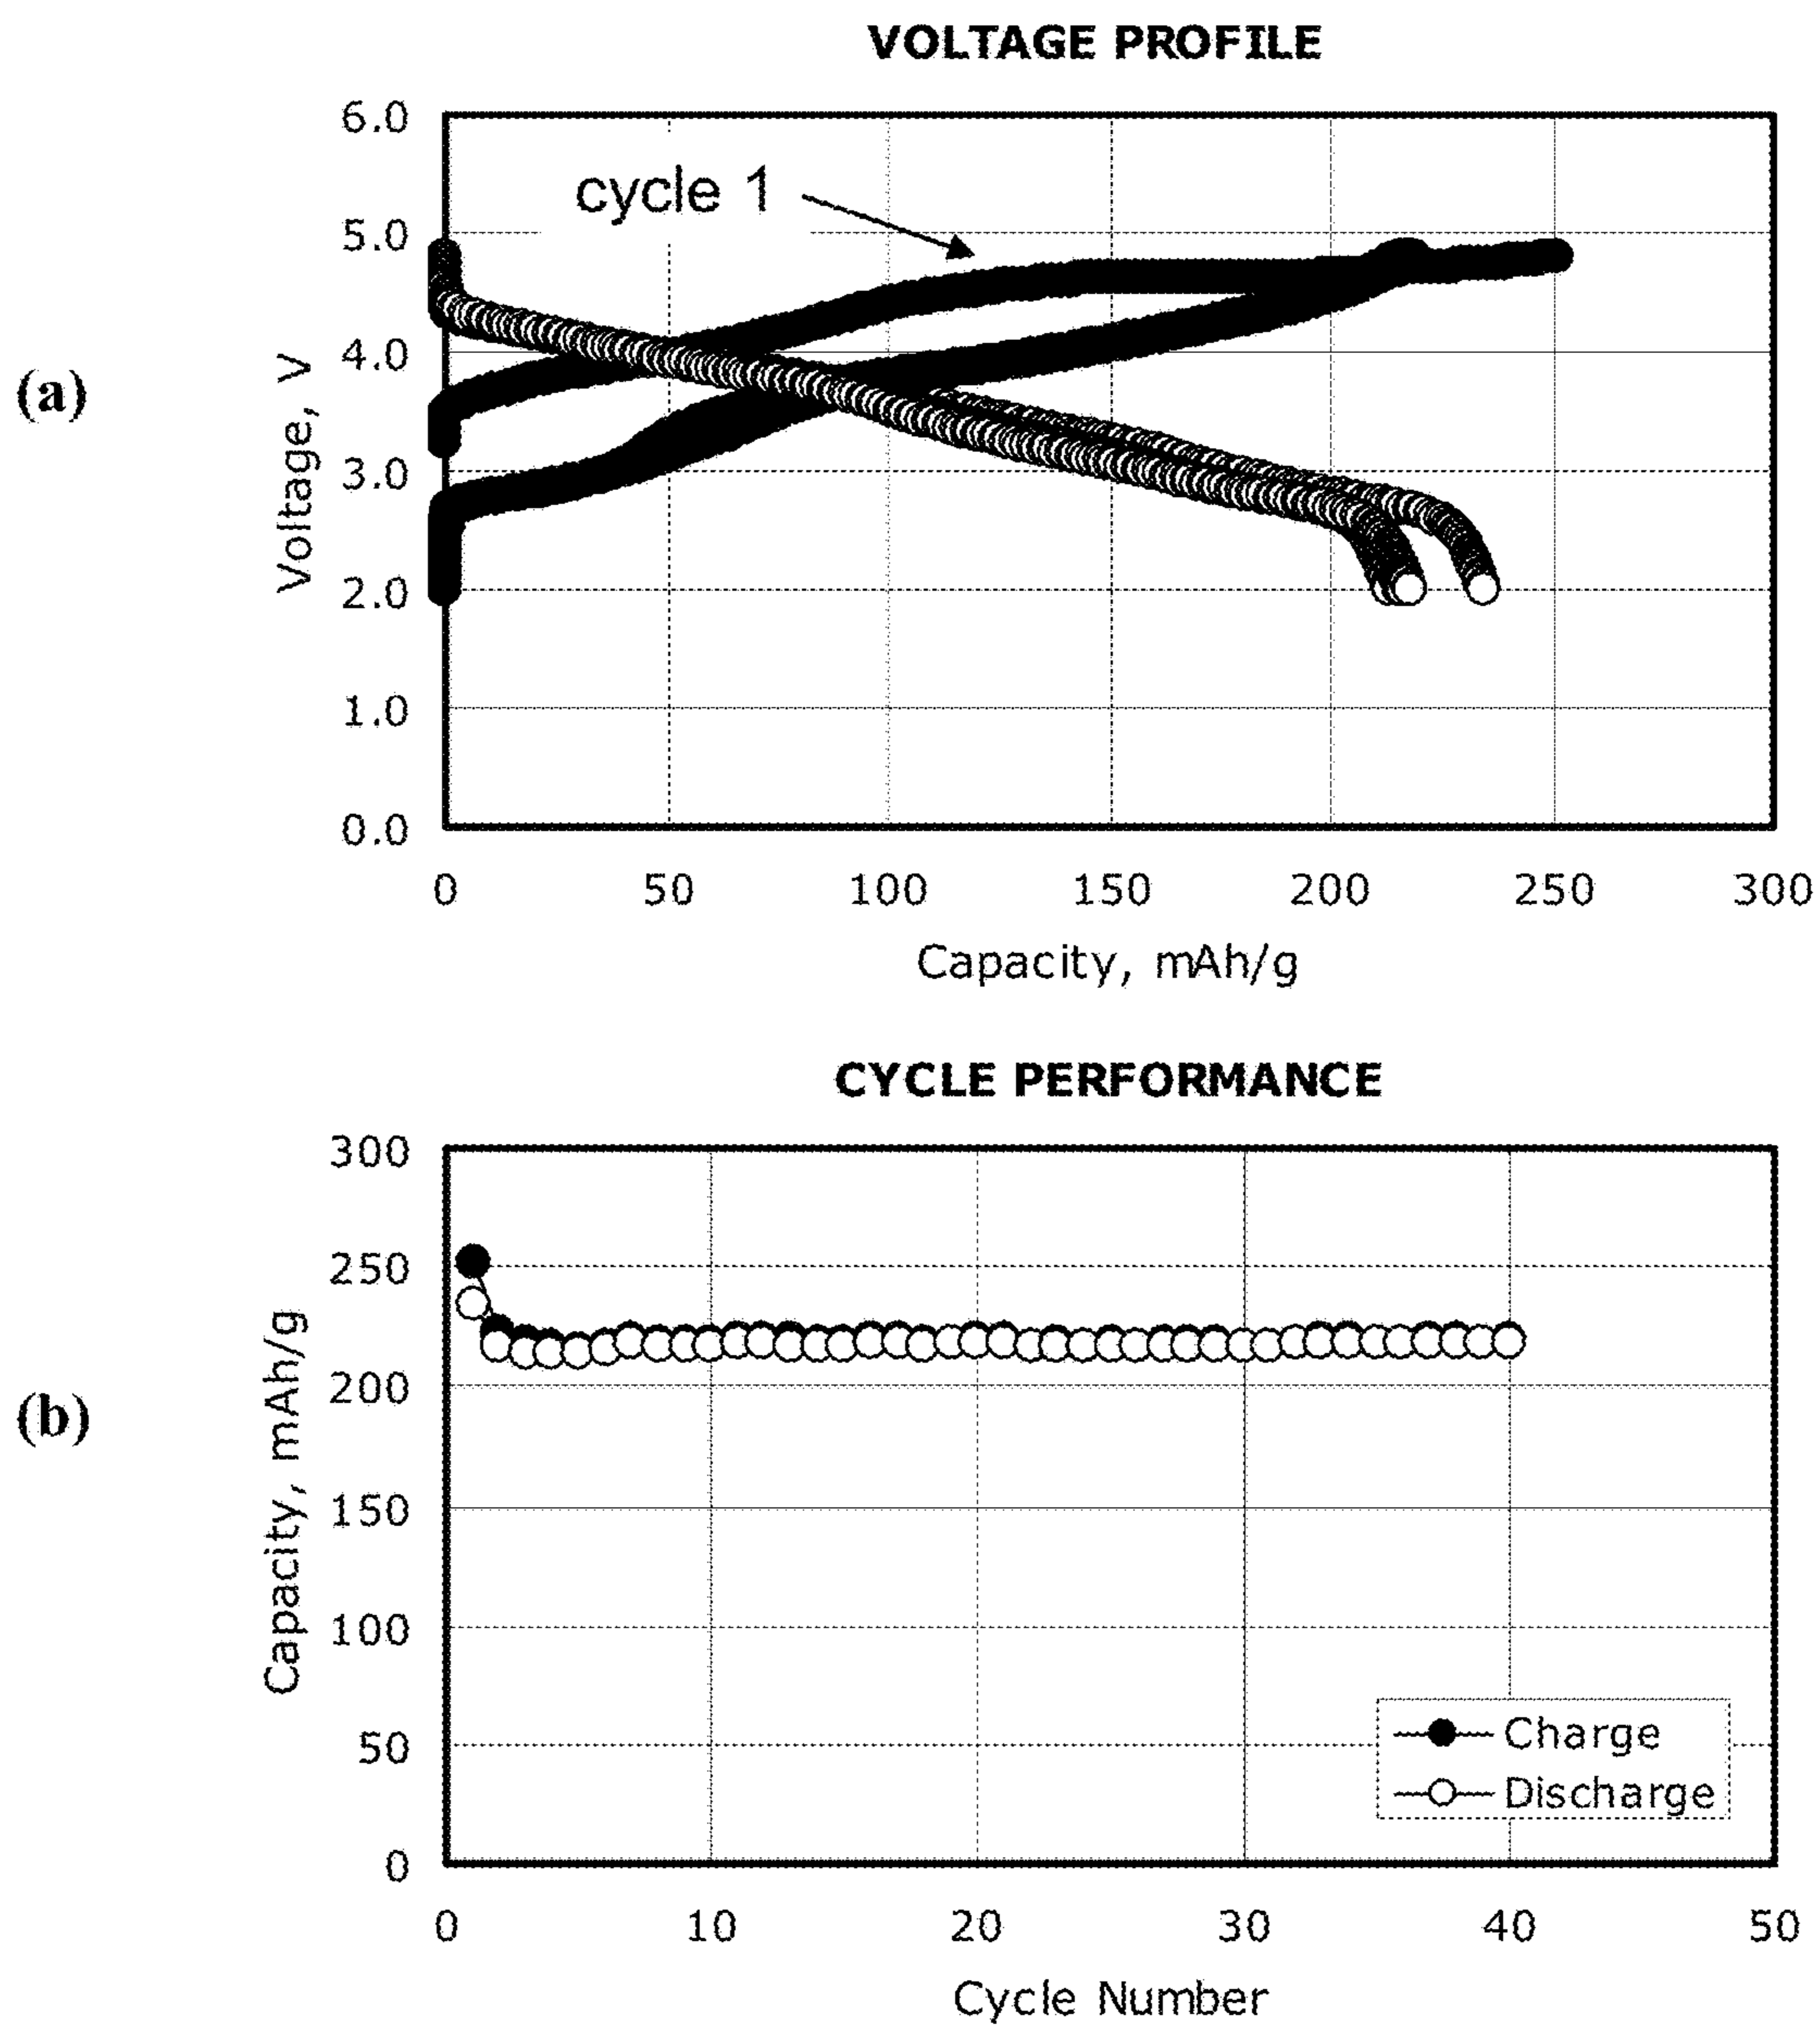 VOLTAGE PROFILE
(a)
Voltage, V
6.0
5.0
4.0
3.0
2.0
1.0
0.0
cycle 1
0 50 100 150 200 250 300
Capacity, mAh/g
CYCLE PERFORMANCE
(b)
Capacity, mAh/g
300
250
200
150
100
50
0
Charge
Discharge
0 10 20 30 40 50
Cycle Number